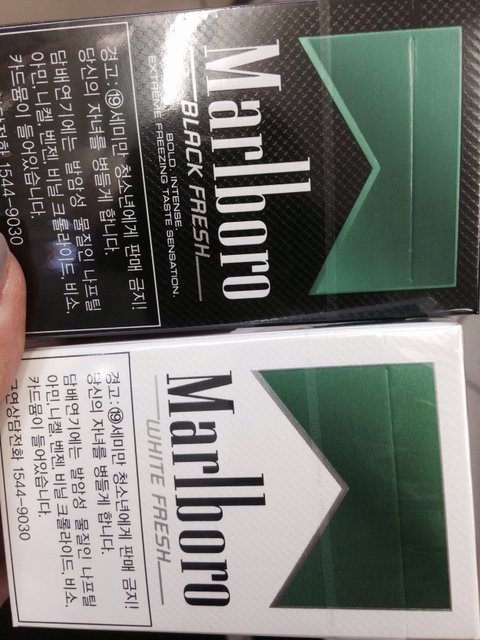 Marlboro
BLACK FRESH
BOLD. INTENSE.
EXTREME FREEZING TASTE SENSATION.
경고: ⑲세미만 청소년에게 판매 금지!
당신의 자녀를 병들게 합니다.
담배연기에는 발암성 물질인 나프틸
아민, 니켈, 벤젠, 비닐 크롤라이드, 비소,
카드뮴이 들어있습니다.
1544-9030
Marlboro
WHITE FRESH
경고: ⑲세미만 청소년에게 판매 금지!
당신의 자녀를 병들게 합니다.
담배연기에는 발암성 물질인 나프틸
아민, 니켈, 벤젠, 비닐 크롤라이드, 비소,
카드뮴이 들어있습니다.
금연상담전화 1544-9030